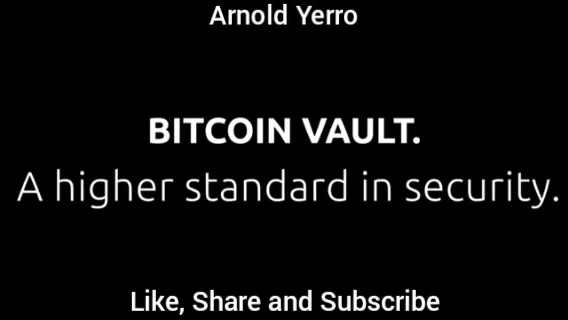 Arnold Yerro
BITCOIN VAULT.
A higher standard in security.
Like, Share and Subscribe